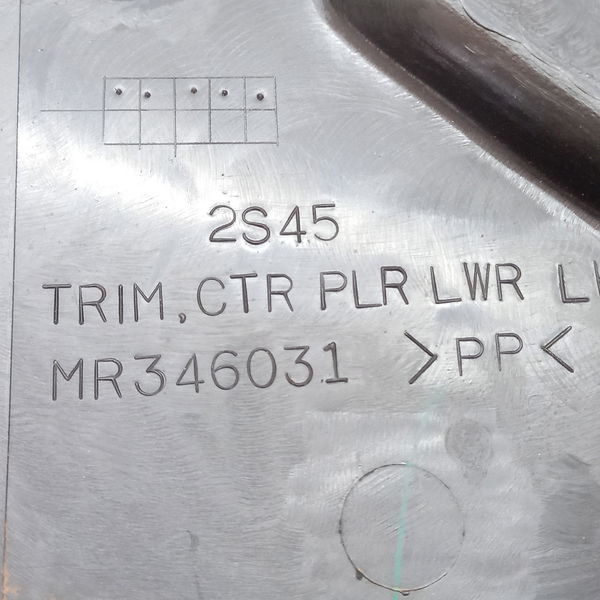 2S45
TRIM, CTR PLR LWR
MR346031 >PP<